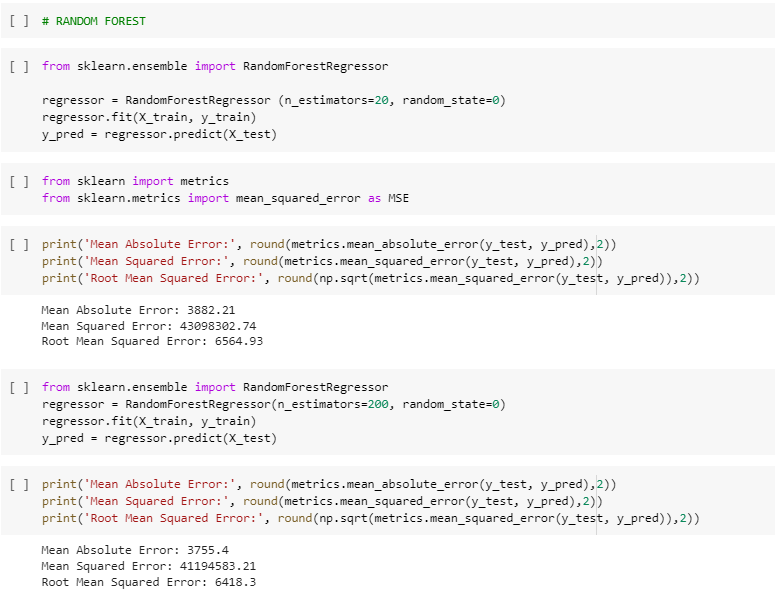 [ ] # RANDOM FOREST
[ ] from sklearn.ensemble import RandomForestRegressor
regressor = RandomForestRegressor (n_estimators=20, random_state=0)
regressor.fit(X_train, y_train)
y_pred = regressor.predict(X_test)
[ ] from sklearn import metrics
from sklearn.metrics import mean_squared_error as MSE
[ ] print('Mean Absolute Error:', round(metrics.mean_absolute_error(y_test, y_pred),2))
print('Mean Squared Error:', round(metrics.mean_squared_error(y_test, y_pred),2))
print('Root Mean Squared Error:', round(np.sqrt(metrics.mean_squared_error(y_test, y_pred)),2))
Mean Absolute Error: 3882.21
Mean Squared Error: 43098302.74
Root Mean Squared Error: 6564.93
[ ] from sklearn.ensemble import RandomForestRegressor
regressor = RandomForestRegressor(n_estimators=200, random_state=0)
regressor.fit(X_train, y_train)
y_pred = regressor.predict(X_test)
[ ] print('Mean Absolute Error:', round(metrics.mean_absolute_error(y_test, y_pred),2))
print('Mean Squared Error:', round(metrics.mean_squared_error(y_test, y_pred),2))
print('Root Mean Squared Error:', round(np.sqrt(metrics.mean_squared_error(y_test, y_pred)),2))
Mean Absolute Error: 3755.4
Mean Squared Error: 41194583.21
Root Mean Squared Error: 6418.3